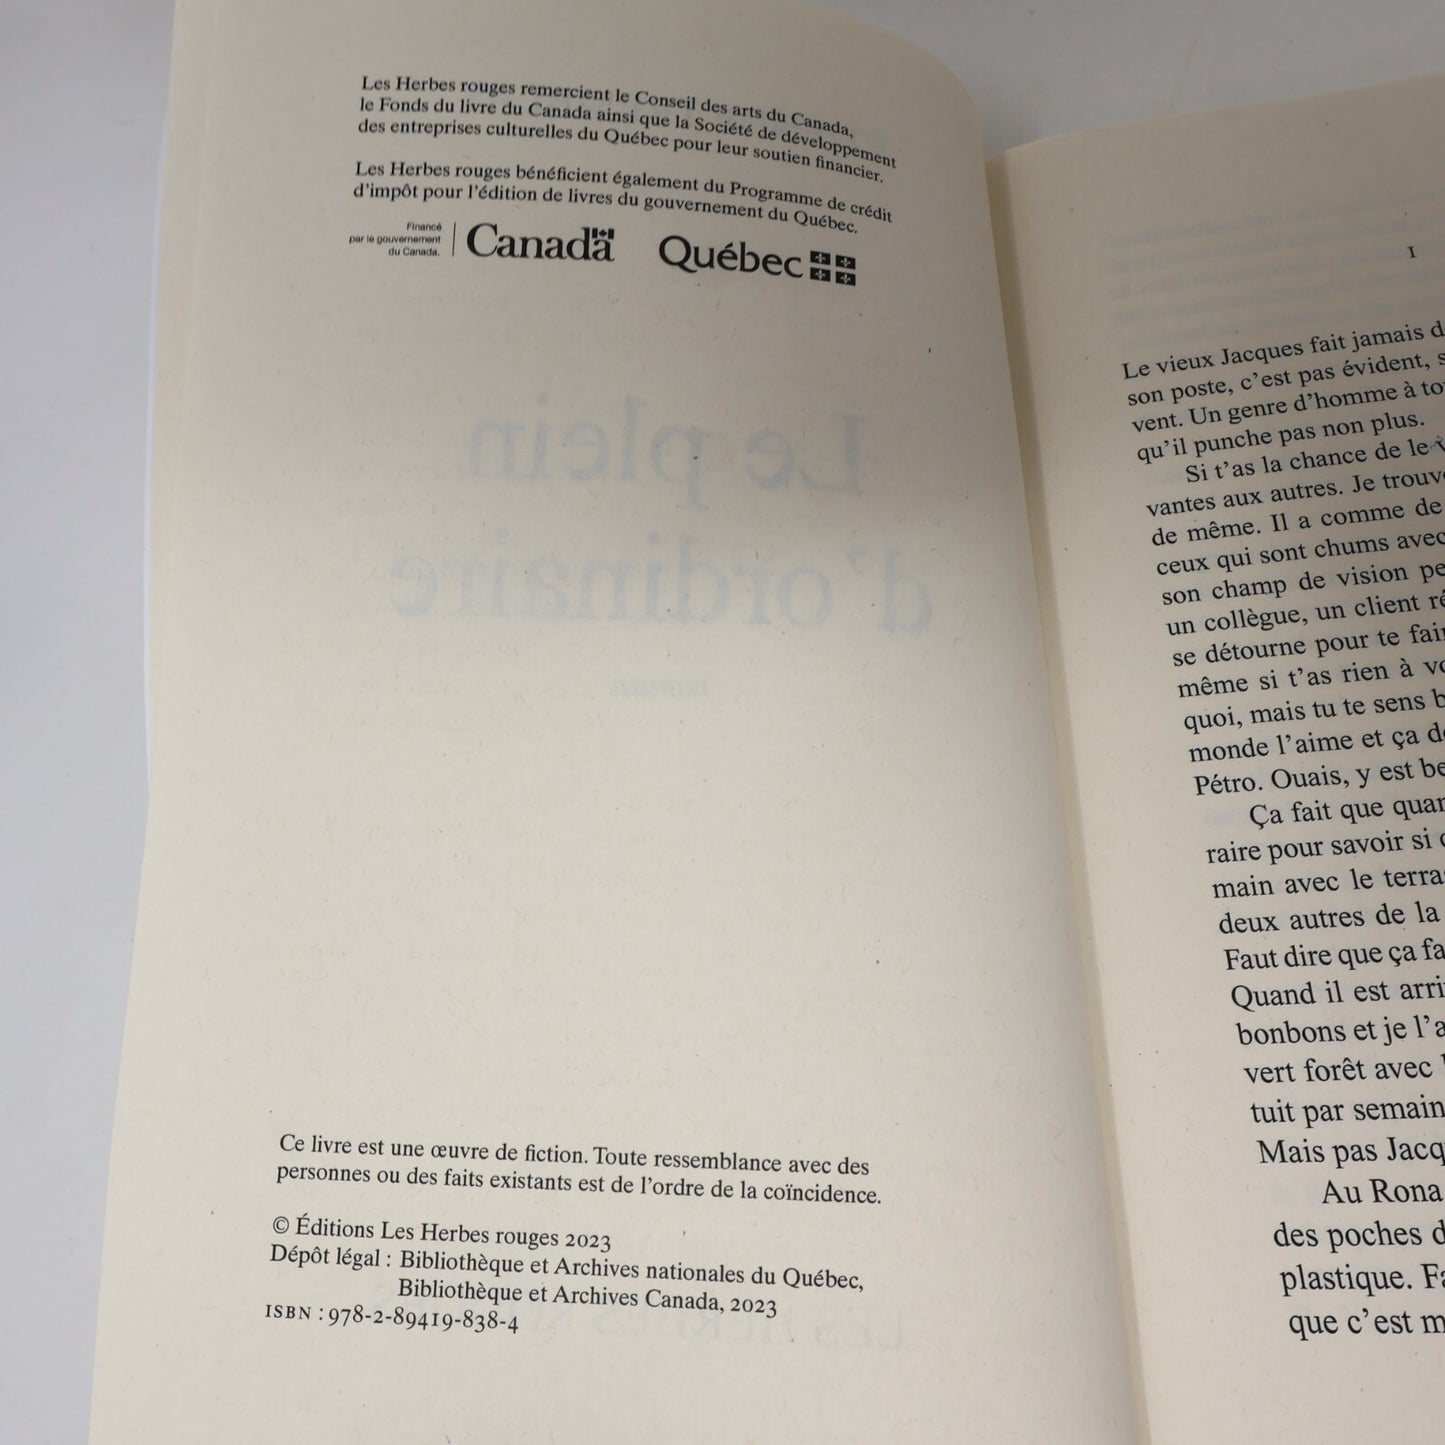 Les Herbes rouges remercient le Conseil des arts du Canada,
le Fonds du livre du Canada ainsi que la Société de développement
des entreprises culturelles du Québec pour leur soutien financier.
Les Herbes rouges bénéficient également du Programme de crédit
d'impôt pour l'édition de livres du gouvernement du Québec.
Financé
par le gouvernement
du Canada.
Canada
Québec
Le plein
d'ordinaire
roman
Ce livre est une œuvre de fiction. Toute ressemblance avec des
personnes ou des faits existants est de l'ordre de la coïncidence.
© Éditions Les Herbes rouges 2023
Dépôt légal : Bibliothèque et Archives nationales du Québec,
Bibliothèque et Archives Canada, 2023
ISBN : 978-2-89419-838-4
I
Le vieux Jacques fait jamais d
son poste, c'est pas évident, s
vent. Un genre d'homme à to
qu'il punche pas non plus.
Si t'as la chance de le
vantes aux autres. Je trouv
de même. Il a comme de
ceux qui sont chums avec
son champ de vision pe
un collègue, un client ré
se détourne pour te fai
même si t'as rien à vo
quoi, mais tu te sens b
monde l'aime et ça d
Pétro. Ouais, y est be
Ça fait que quan
raire pour savoir si
main avec le terra
deux autres de la
Faut dire que ça fa
Quand il est arri
bonbons et je l'a
vert forêt avec
tuit par semain
Mais pas Jacq
Au Rona
des poches d
plastique. Fa
que c'est m